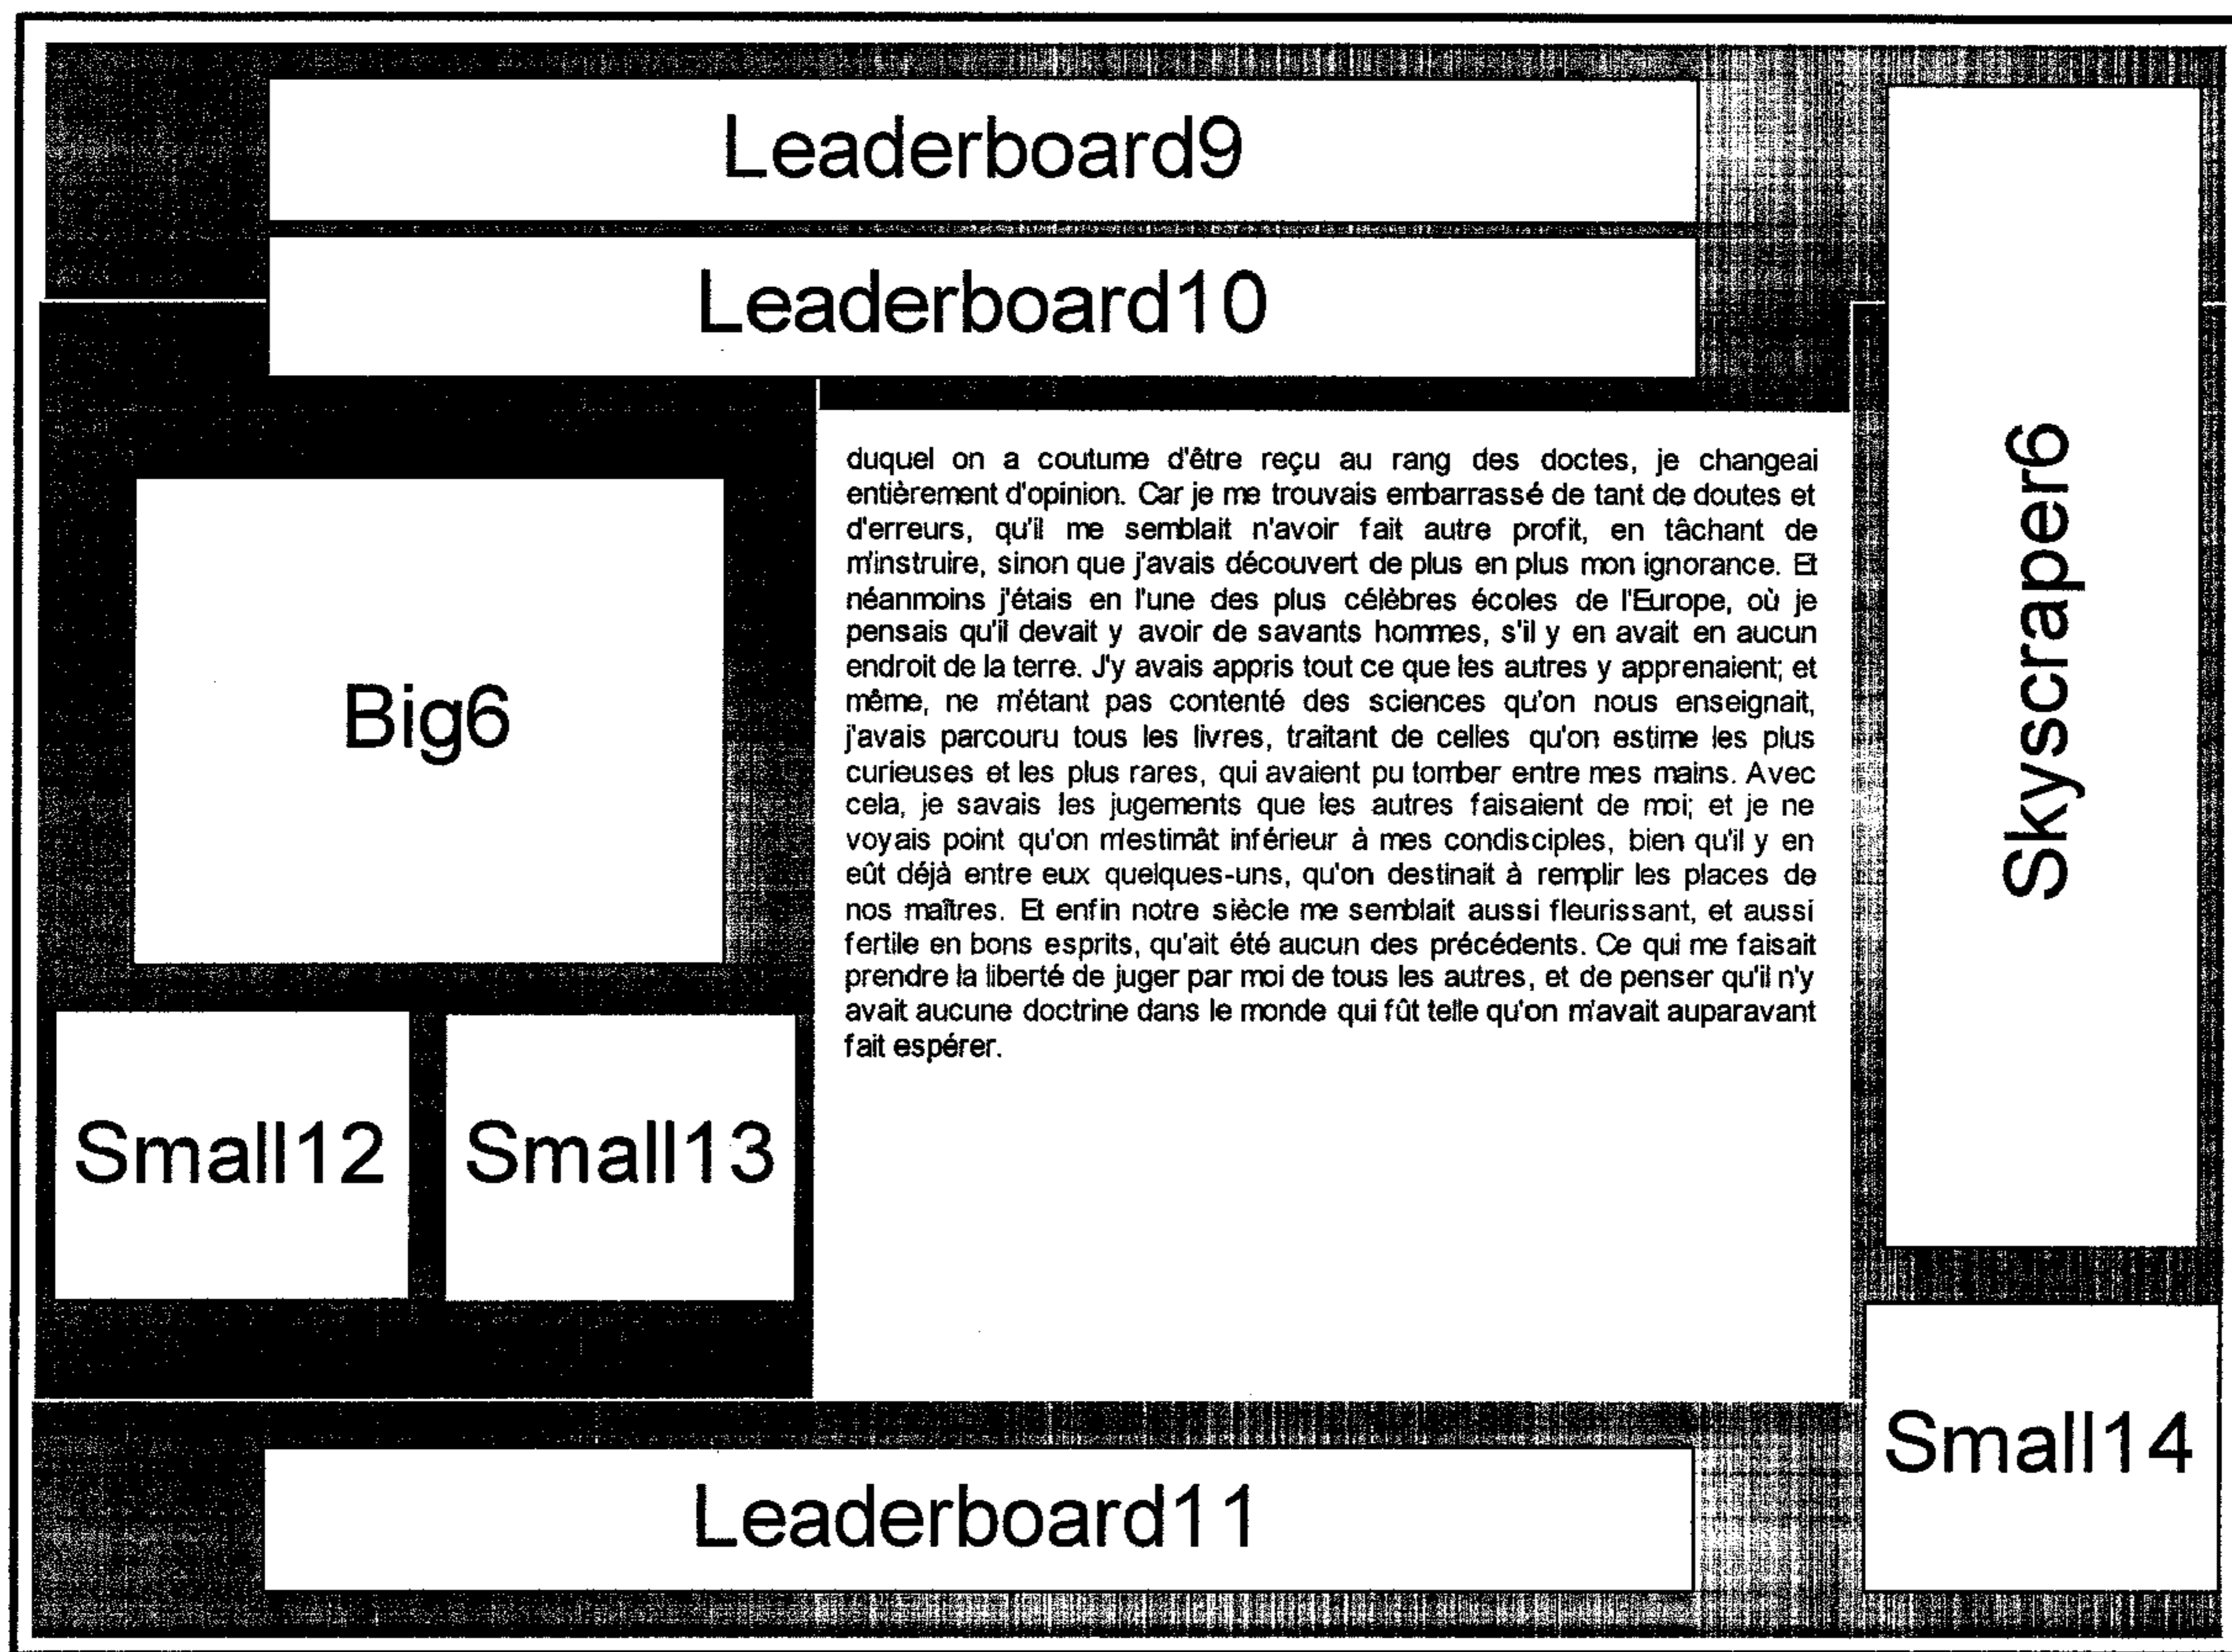 Leaderboard9
Leaderboard10
duquel on a coutume d'être reçu au rang des doctes, je changeai
entièrement d'opinion. Car je me trouvais embarrassé de tant de doutes et
d'erreurs, qu'il me semblait n'avoir fait autre profit, en tâchant de
m'instruire, sinon que j'avais découvert de plus en plus mon ignorance. Et
néanmoins j'étais en l'une des plus célèbres écoles de l'Europe, où je
pensais qu'il devait y avoir de savants hommes, s'il y en avait en aucun
endroit de la terre. J'y avais appris tout ce que les autres y apprenaient; et
même, ne m'étant pas contenté des sciences qu'on nous enseignait,
j'avais parcouru tous les livres, traitant de celles qu'on estime les plus
curieuses et les plus rares, qui avaient pu tomber entre mes mains. Avec
cela, je savais les jugements que les autres faisaient de moi; et je ne
voyais point qu'on m'estimât inférieur à mes condisciples, bien qu'il y en
eût déjà entre eux quelques-uns, qu'on destinait à remplir les places de
nos maîtres. Et enfin notre siècle me semblait aussi fleurissant, et aussi
fertile en bons esprits, qu'ait été aucun des précédents. Ce qui me faisait
prendre la liberté de juger par moi de tous les autres, et de penser qu'il n'y
avait aucune doctrine dans le monde qui fût telle qu'on m'avait auparavant
fait espérer.
Big6
Small12
Small13
Skyscraper6
Small14
Leaderboard11